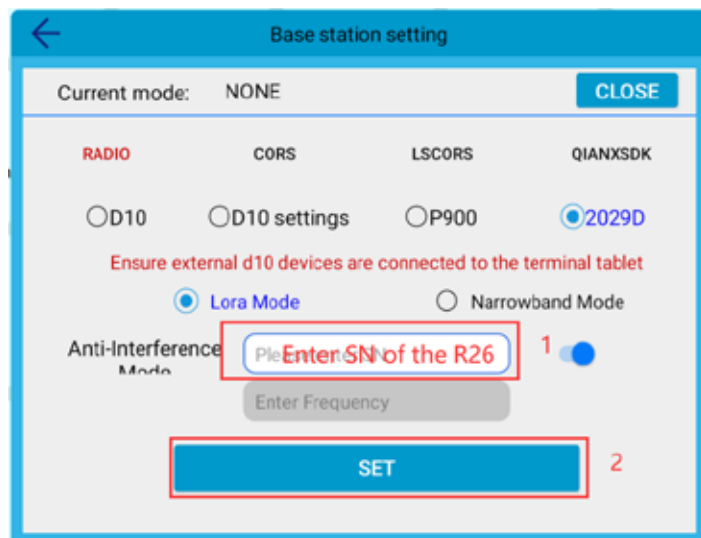 Base station setting
Current mode: NONE CLOSE
RADIO CORS LSCORS QIANXSDK
D10 D10 settings P900 2029D
Ensure external d10 devices are connected to the terminal tablet
Lora Mode Narrowband Mode
Anti-Interference Enter SN of the R26 1
Mode
Enter Frequency
SET 2